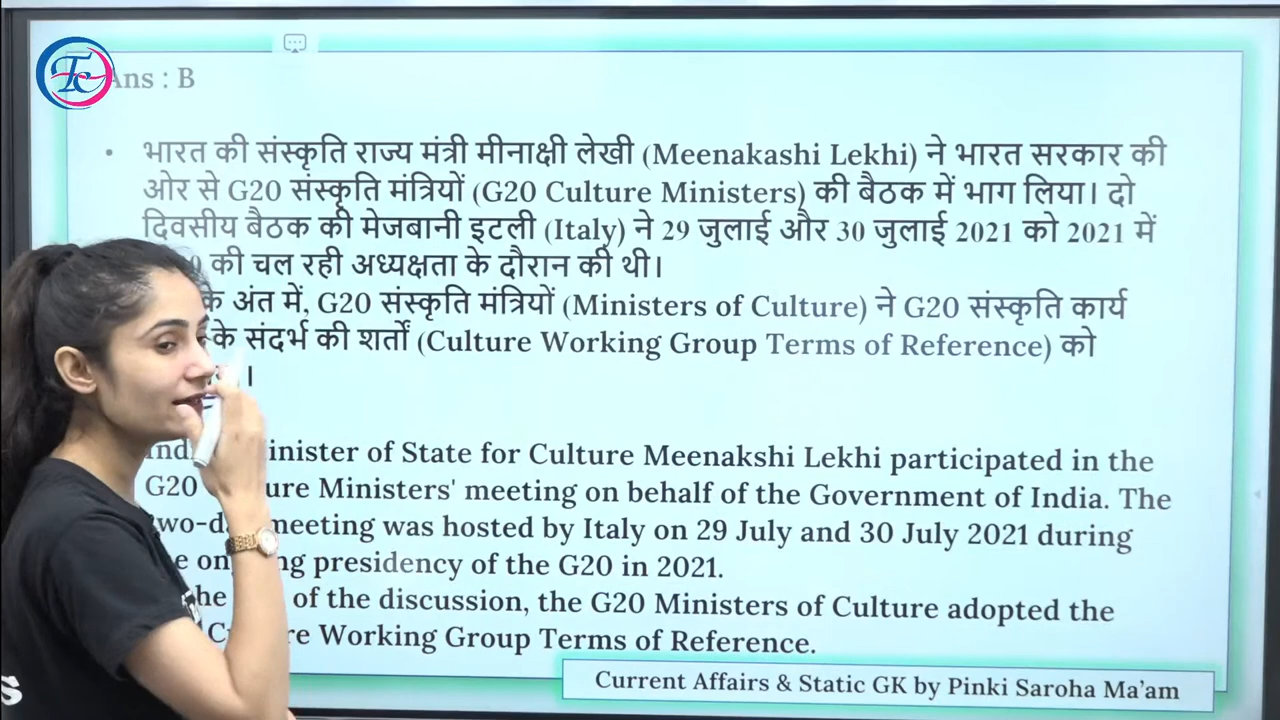 Tc
Ans : B
• भारत की संस्कृति राज्य मंत्री मीनाक्षी लेखी (Meenakashi Lekhi) ने भारत सरकार की
ओर से G20 संस्कृति मंत्रियों (G20 Culture Ministers) की बैठक में भाग लिया। दो
दिवसीय बैठक की मेजबानी इटली (Italy) ने 29 जुलाई और 30 जुलाई 2021 को 2021 में
की चल रही अध्यक्षता के दौरान की थी।
के अंत में, G20 संस्कृति मंत्रियों (Ministers of Culture) ने G20 संस्कृति कार्य
के संदर्भ की शर्तों (Culture Working Group Terms of Reference) को
।
Minister of State for Culture Meenakshi Lekhi participated in the
G20 Ministers' meeting on behalf of the Government of India. The
meeting was hosted by Italy on 29 July and 30 July 2021 during
presidency of the G20 in 2021.
of the discussion, the G20 Ministers of Culture adopted the
Working Group Terms of Reference.
Current Affairs & Static GK by Pinki Saroha Ma'am